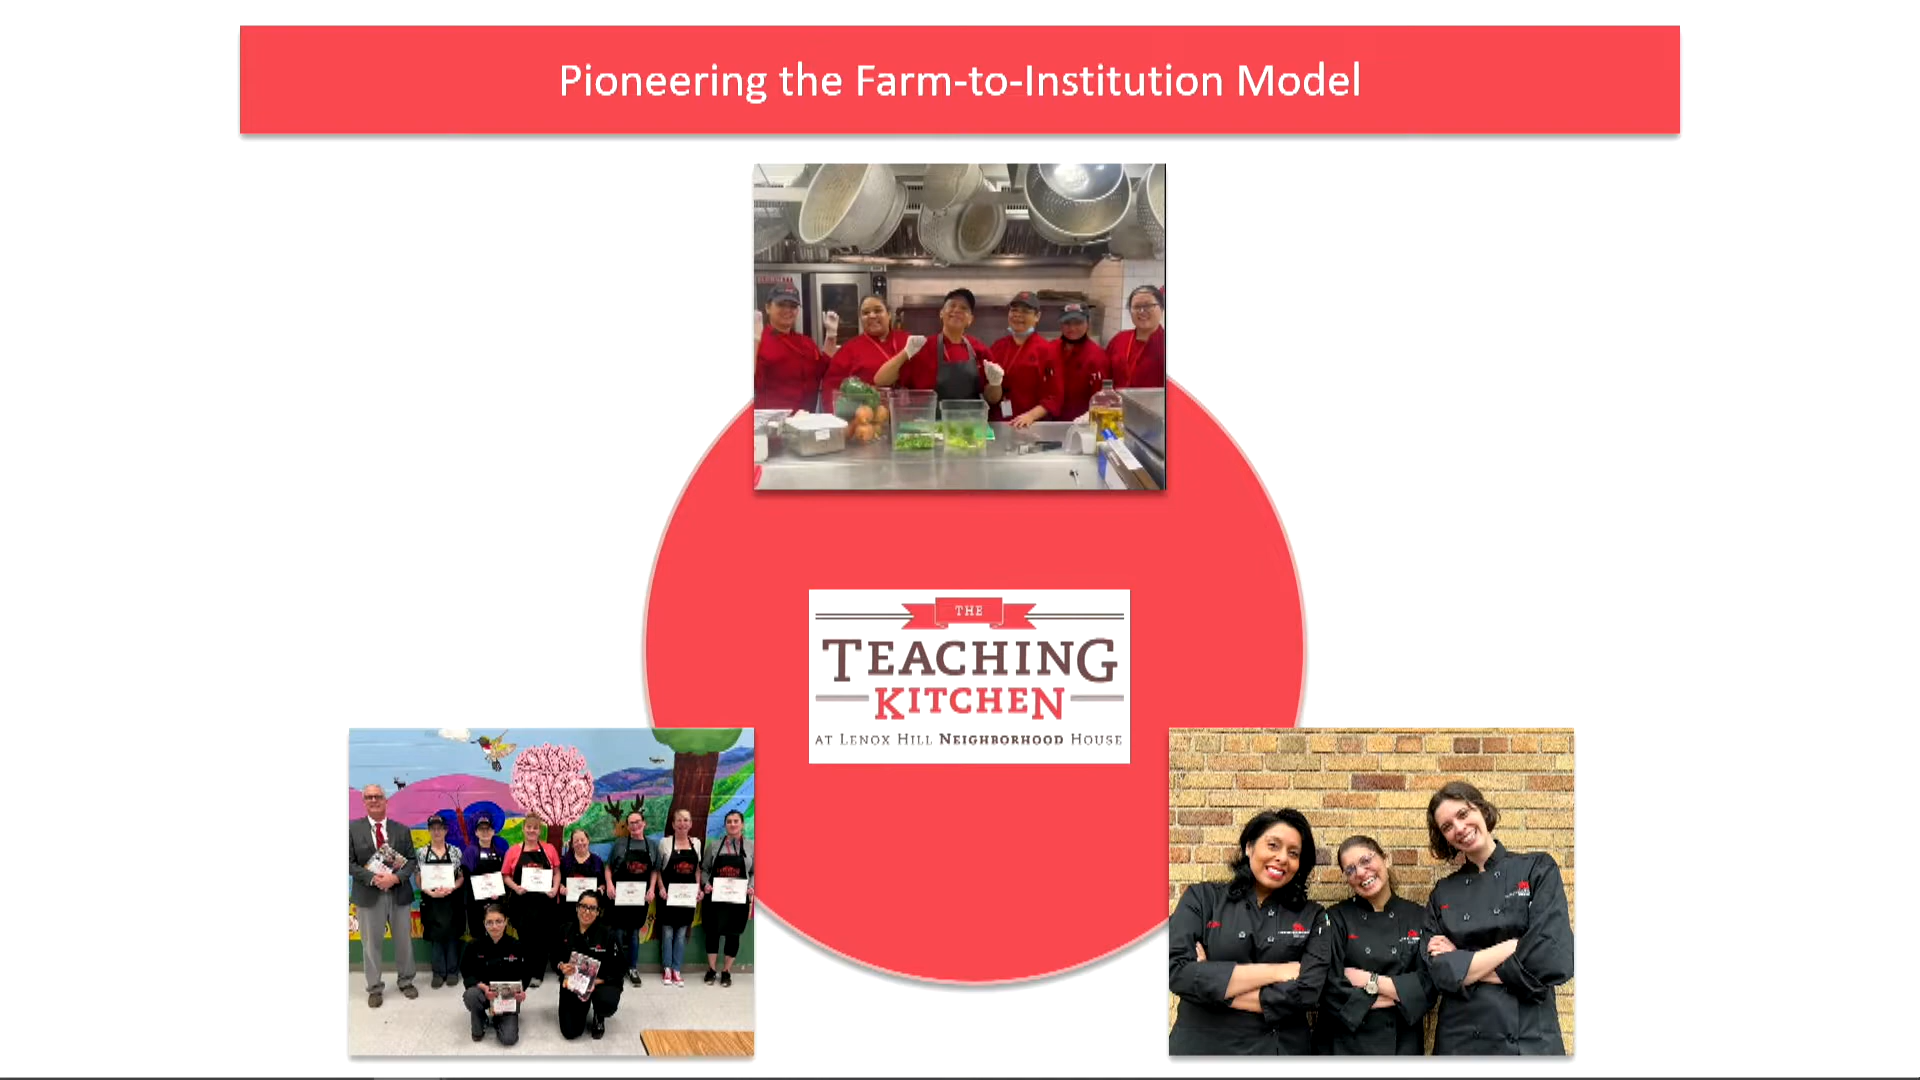 Pioneering the Farm-to-Institution Model
THE
TEACHING
KITCHEN
AT LENOX HILL NEIGHBORHOOD HOUSE